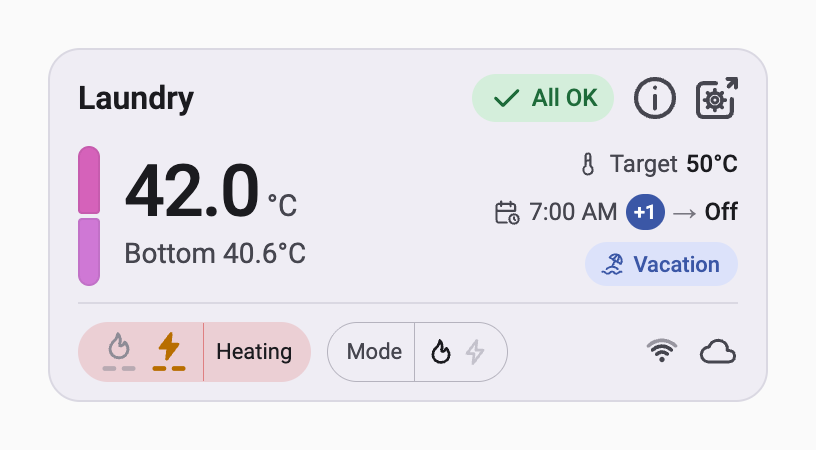 Laundry
All OK
42.0 °C
Bottom 40.6°C
Target 50°C
7:00 AM +1 → Off
Vacation
Heating
Mode